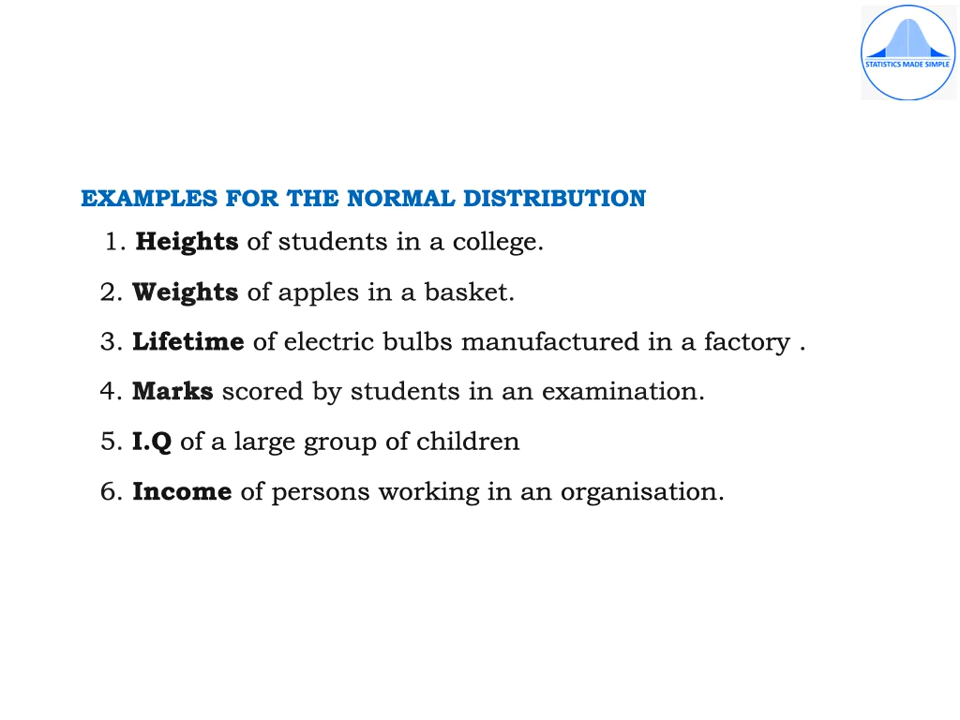 STATISTICS MADE SIMPLE
EXAMPLES FOR THE NORMAL DISTRIBUTION
1. Heights of students in a college.
2. Weights of apples in a basket.
3. Lifetime of electric bulbs manufactured in a factory .
4. Marks scored by students in an examination.
5. I.Q of a large group of children
6. Income of persons working in an organisation.